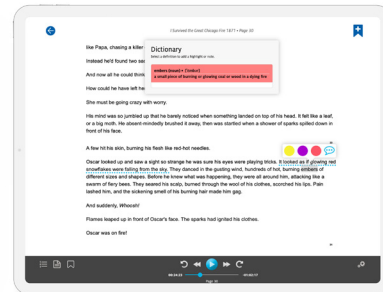 I Survived the Great Chicago Fire 1871 • Page 30
like Papa, chasing a killer
Dictionary
Select a definition to add a highlight or note.
Instead he'd found two
embers (noun) •
a small piece of burning or glowing coal or wood in a dying fire
And now all he could think
How could he have left he
She must be going crazy with worry.
His mind was so jumbled up that he barely noticed when something landed on top of his head. It felt like a leaf,
or a big moth. He absent-mindedly brushed it away, then was startled when a shower of sparks spilled down in
front of his face.
A few hit his skin, burning his flesh like red-hot needles.
Oscar looked up and saw a sight so strange he was sure his eyes were playing tricks. It looked as if glowing red
snowflakes were falling from the sky. They danced in the gusting wind, hundreds of hot, burning embers of
different sizes and shapes. Before he knew what was happening, they were all around him, attacking like a
swarm of fiery bees. They seared his scalp, burned through the wool of his clothes, scorched his lips. Pain
lashed him, and the sickening smell of his burning hair made him gag.
And suddenly, Whoosh!
Flames leaped up in front of Oscar's face. The sparks had ignited his clothes.
Oscar was on fire!
00:24:25
Page 30